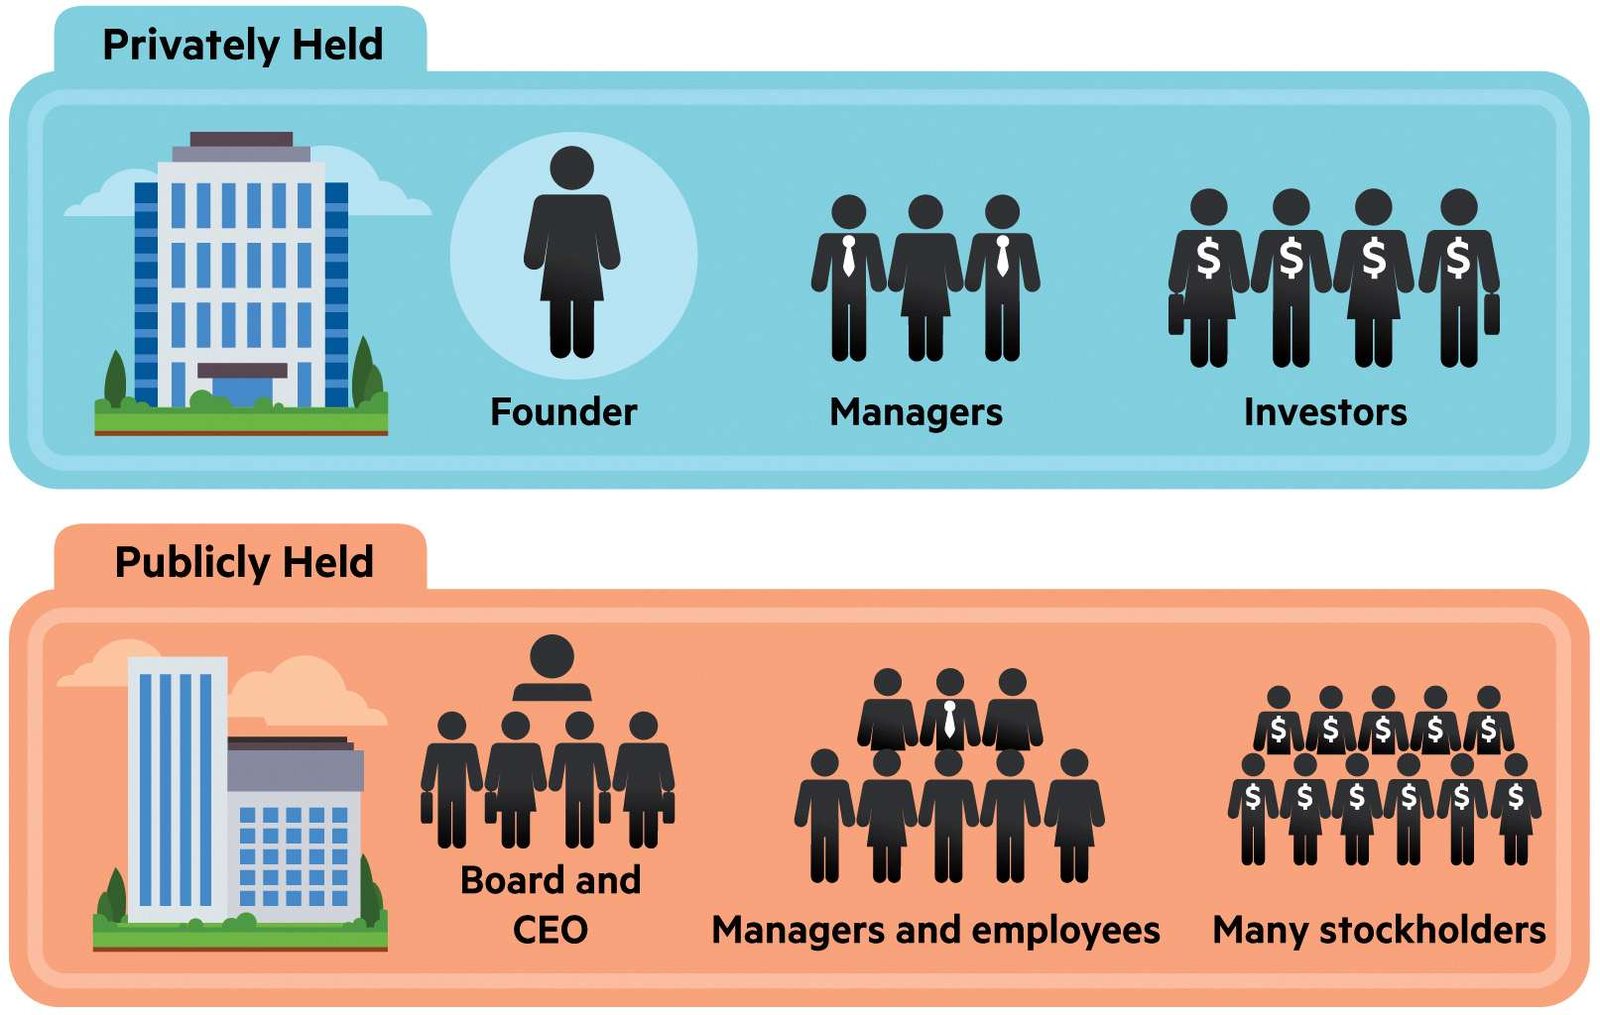 Privately Held
Founder
Managers
Investors
$ $ $ $
Publicly Held
Board and
CEO
Managers and employees
Many stockholders
$ $ $ $ $
$ $ $ $ $ $